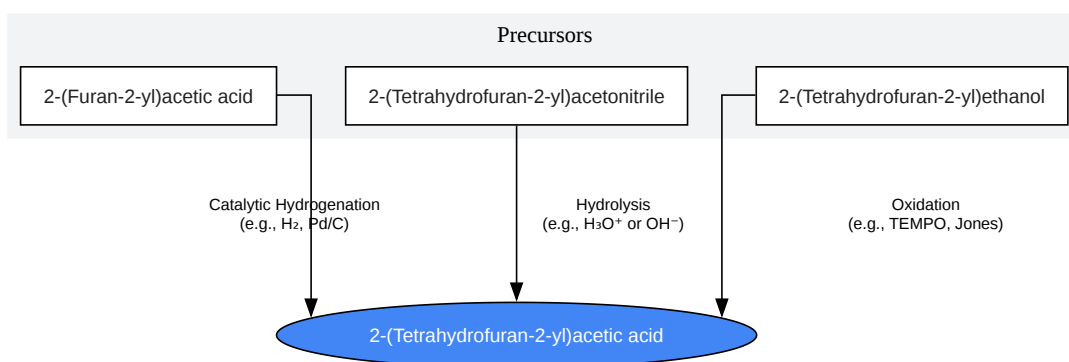 Precursors
2-(Furan-2-yl)acetic acid
2-(Tetrahydrofuran-2-yl)acetonitrile
2-(Tetrahydrofuran-2-yl)ethanol
Catalytic Hydrogenation
(e.g., H₂, Pd/C)
Hydrolysis
(e.g., H₃O⁺ or OH⁻)
Oxidation
(e.g., TEMPO, Jones)
2-(Tetrahydrofuran-2-yl)acetic acid